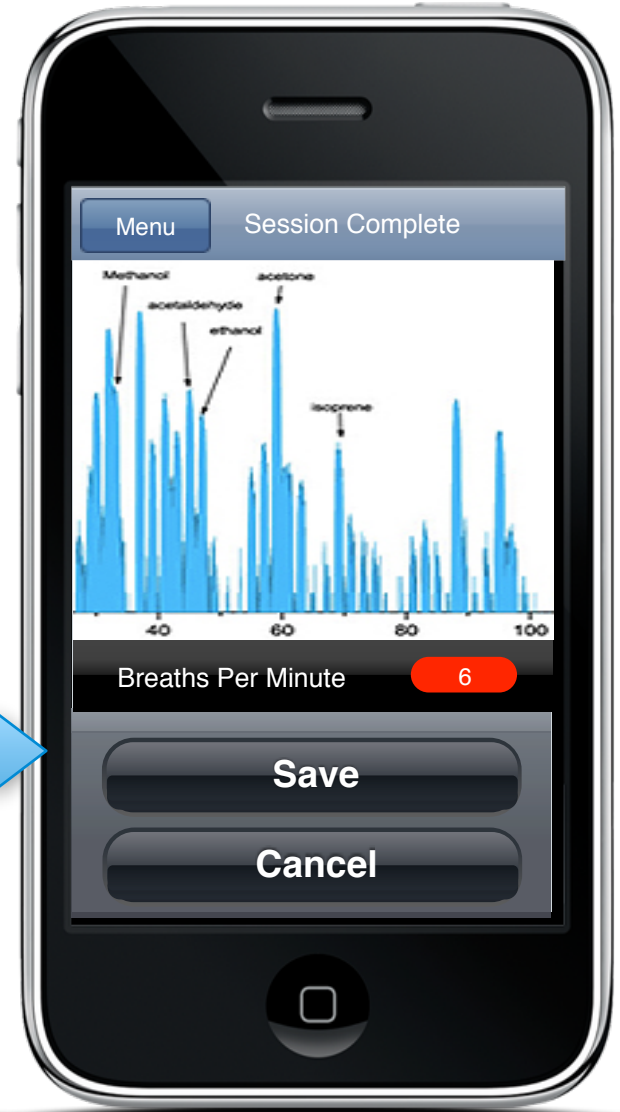 Menu Session Complete
Methanol acetone
acetaldehyde
ethanol
isoprene
40 60 80 100
Breaths Per Minute 6
Save
Cancel